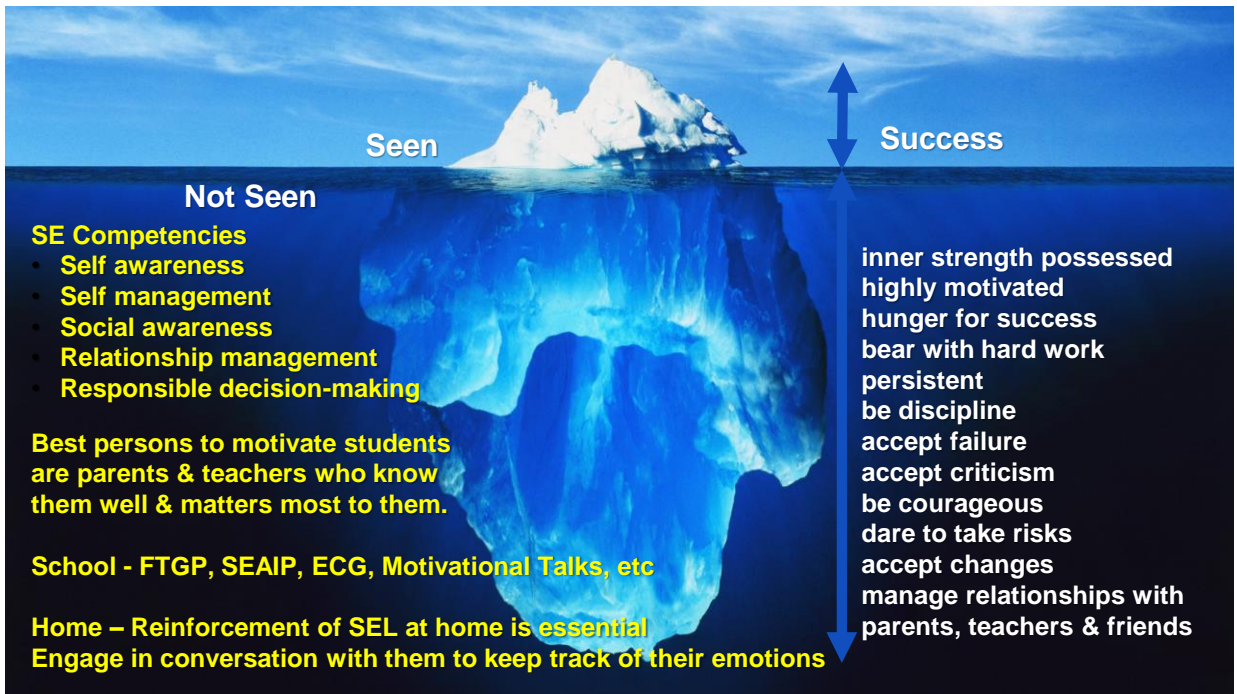 Seen
Success
Not Seen
SE Competencies
• Self awareness
• Self management
• Social awareness
• Relationship management
• Responsible decision-making
Best persons to motivate students
are parents & teachers who know
them well & matters most to them.
School - FTGP, SEAIP, ECG, Motivational Talks, etc
Home – Reinforcement of SEL at home is essential
Engage in conversation with them to keep track of their emotions
inner strength possessed
highly motivated
hunger for success
bear with hard work
persistent
be discipline
accept failure
accept criticism
be courageous
dare to take risks
accept changes
manage relationships with
parents, teachers & friends